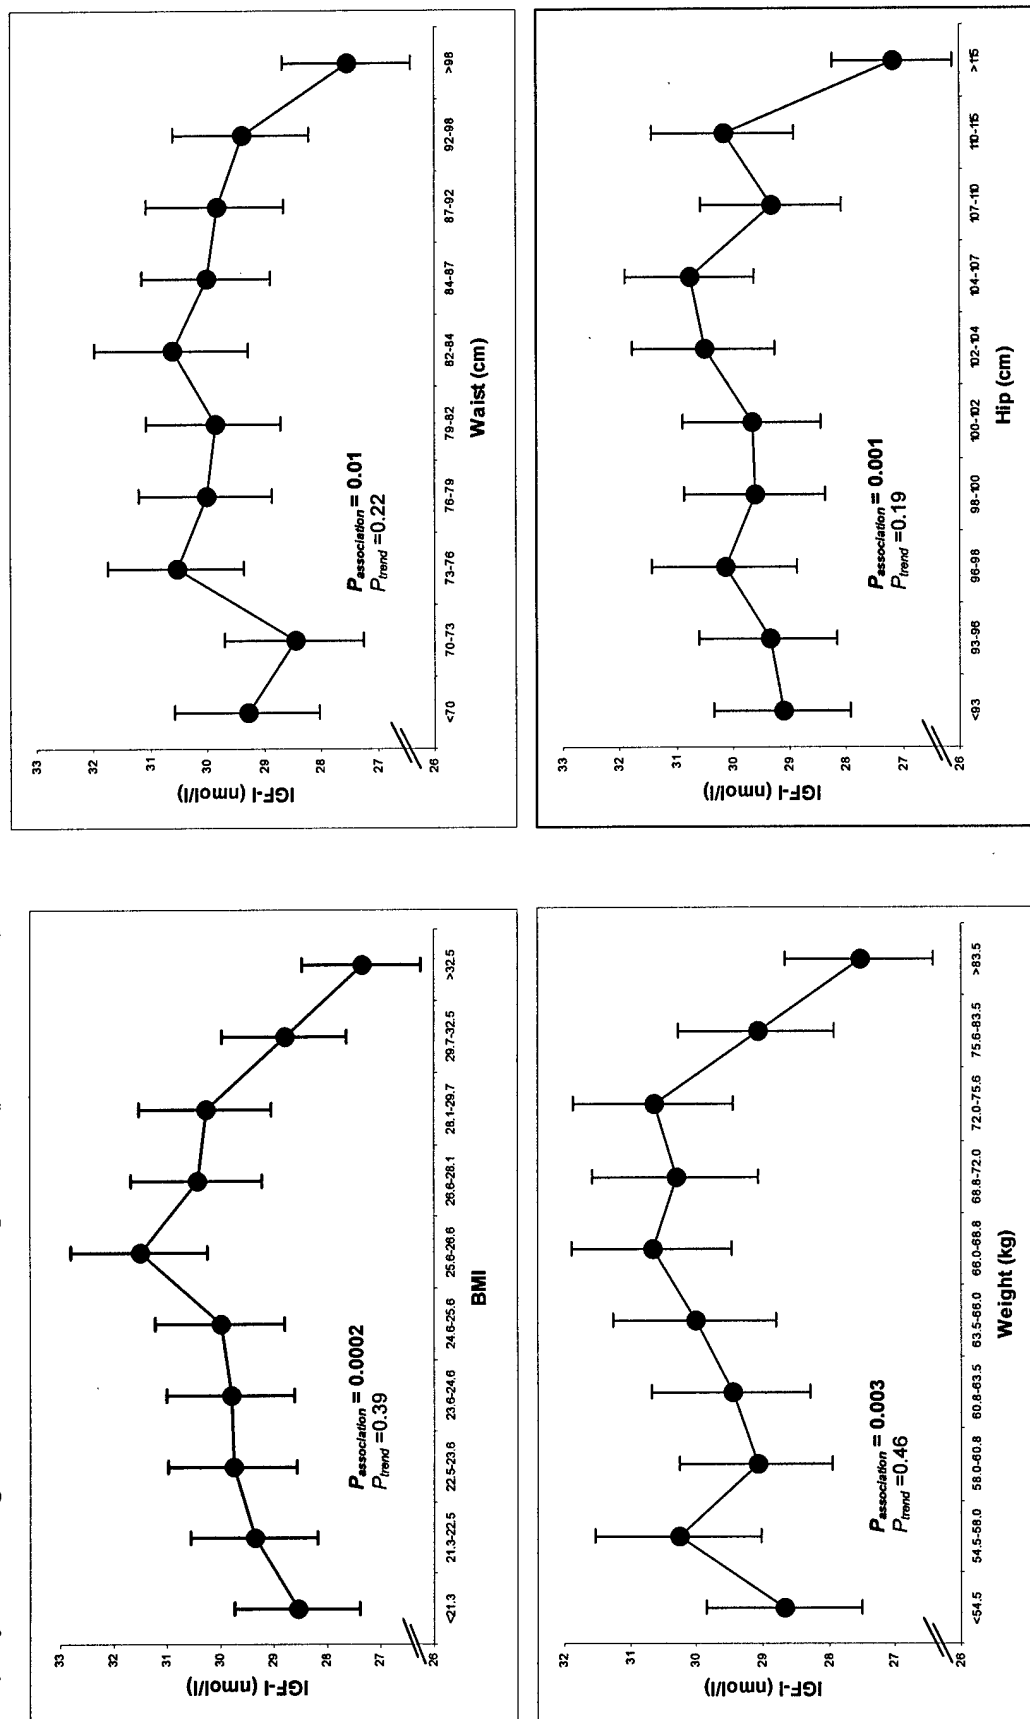 33
32
31
30
29
28
27
26
IGF-I (nmol/l)
Passociation = 0.0002
Ptrend =0.39
<21.3 21.3-22.5 22.5-23.6 23.6-24.6 24.6-25.6 25.6-26.6 26.6-28.1 28.1-29.7 29.7-32.5 >32.5
BMI
33
32
31
30
29
28
27
26
IGF-I (nmol/l)
Passociation = 0.01
Ptrend =0.22
<70 70-73 73-76 76-79 79-82 82-84 84-87 87-92 92-98 >98
Waist (cm)
32
31
30
29
28
27
26
IGF-I (nmol/l)
Passociation = 0.003
Ptrend =0.46
<54.5 54.5-58.0 58.0-60.8 60.8-63.5 63.5-66.0 66.0-68.8 68.8-72.0 72.0-75.6 75.6-83.5 >83.5
Weight (kg)
33
32
31
30
29
28
27
26
IGF-I (nmol/l)
Passociation = 0.001
Ptrend =0.19
<93 93-96 96-98 98-100 100-102 102-104 104-107 107-110 110-115 >115
Hip (cm)